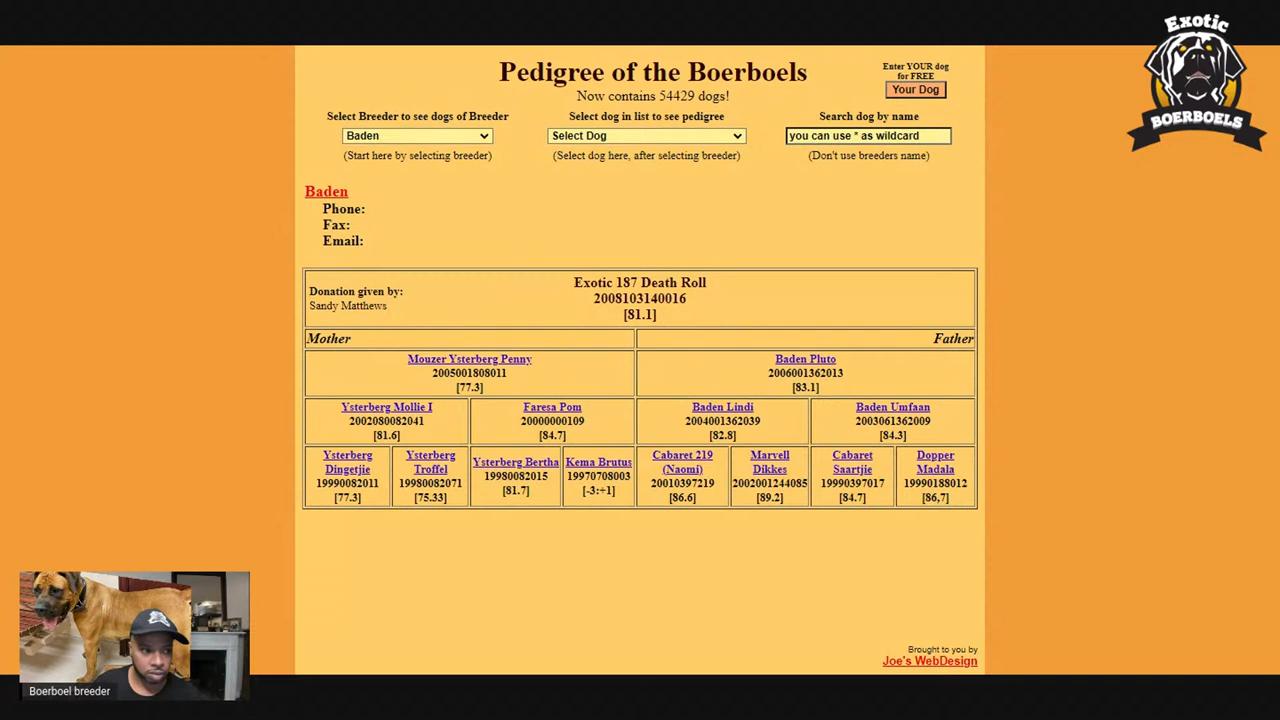 Exotic
BOERBOELS
Pedigree of the Boerboels
Now contains 54429 dogs!
Enter YOUR dog
for FREE
Your Dog
Select Breeder to see dogs of Breeder
Baden
(Start here by selecting breeder)
Select dog in list to see pedigree
Select Dog
(Select dog here, after selecting breeder)
Search dog by name
you can use * as wildcard
(Don't use breeders name)
Baden
Phone:
Fax:
Email:
Donation given by:
Sandy Matthews
Exotic 187 Death Roll
2008103140016
[81.1]
Mother
Father
Mouzer Ysterberg Penny
2005001808011
[77.3]
Baden Pluto
2006001362013
[83.1]
Ysterberg Mollie I
2002080082041
[81.6]
Faresa Pom
20000000109
[84.7]
Baden Lindi
2004001362039
[82.8]
Baden Umfaan
2003061362009
[84.3]
Ysterberg
Dingetjie
19990082011
[77.3]
Ysterberg
Troffel
19980082071
[75.33]
Ysterberg Bertha
19980082015
[81.7]
Kema Brutus
19970708003
[-3:+1]
Cabaret 219
(Naomi)
20010397219
[86.6]
Marvell
Dikkes
2002001244085
[89.2]
Cabaret
Saartjie
19990397017
[84.7]
Dopper
Madala
19990188012
[86,7]
Boerboel breeder
Brought to you by
Joe's WebDesign